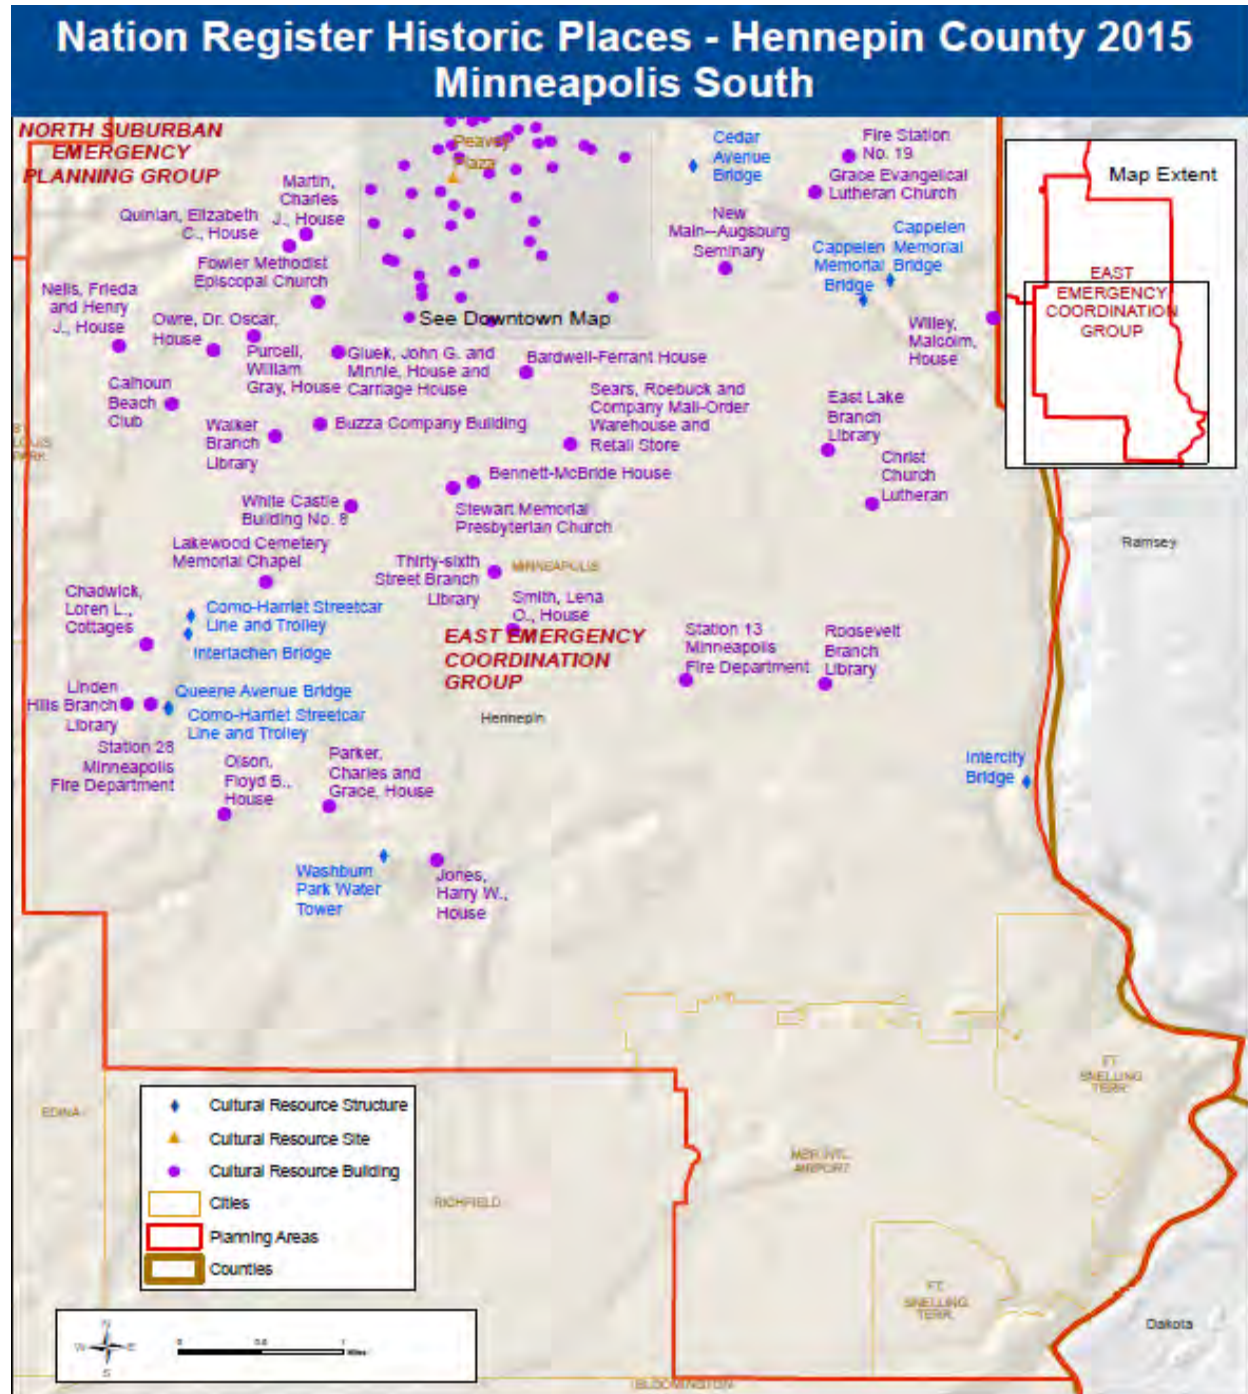 Nation Register Historic Places - Hennepin County 2015
Minneapolis South
NORTH SUBURBAN
EMERGENCY
PLANNING GROUP
Peavey
Plaza
Cedar
Avenue
Bridge
Fire Station
No. 19
Grace Evangelical
Lutheran Church
Map Extent
EAST
EMERGENCY
COORDINATION
GROUP
Martin,
Charles
J., House
Quinlan, Elizabeth
C., House
Fowler Methodist
Episcopal Church
New
Main--Augsburg
Seminary
Cappelen
Memorial
Bridge
Cappelen
Memorial
Bridge
Nells, Frieda
and Henry
J., House
Owre, Dr. Oscar,
House
See Downtown Map
Willey,
Malcolm,
House
Purcell,
William
Gray, House
Gluek, John G. and
Minnie, House and
Carriage House
Bardwell-Ferrant House
Calhoun
Beach
Club
Sears, Roebuck and
Company Mail-Order
Warehouse and
Retail Store
East Lake
Branch
Library
Walker
Branch
Library
Buzza Company Building
LOUIS
PARK
Christ
Church
Lutheran
Bennett-McBride House
White Castle
Building No. 8
Stewart Memorial
Presbyterian Church
Ramsey
Lakewood Cemetery
Memorial Chapel
Thirty-sixth
Street Branch
Library
MINNEAPOLIS
Chadwick,
Loren L.,
Cottages
Como-Harriet Streetcar
Line and Trolley
Interlachen Bridge
Smith, Lena
O., House
EAST EMERGENCY
COORDINATION
GROUP
Station 13
Minneapolis
Fire Department
Roosevelt
Branch
Library
Linden
Hills Branch
Library
Queene Avenue Bridge
Como-Harriet Streetcar
Line and Trolley
Hennepin
Station 28
Minneapolis
Fire Department
Olson,
Floyd B.,
House
Parker,
Charles and
Grace, House
Intercity
Bridge
Washburn
Park Water
Tower
Jones,
Harry W.,
House
FT.
SNELLING
TERR.
EDINA
Cultural Resource Structure
Cultural Resource Site
Cultural Resource Building
Cities
Planning Areas
Counties
MSP INTL.
AIRPORT
RICHFIELD
FT.
SNELLING
TERR.
Dakota
N
W
E
S
0
0.5
1
Miles
BLOOMINGTON